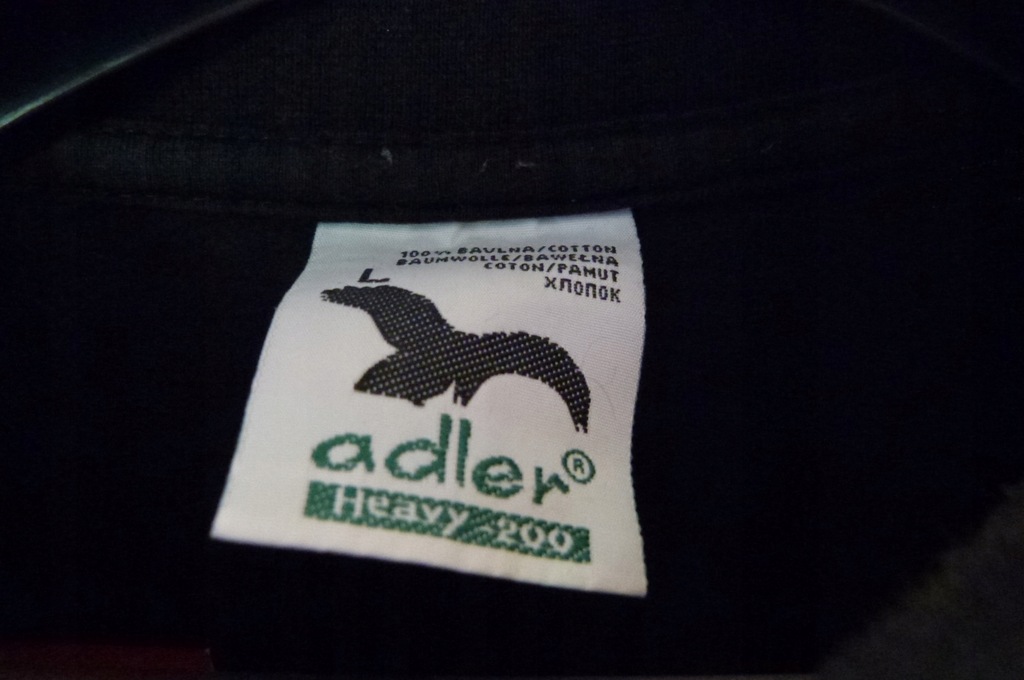 100% BAVLNA/COTTON
BAUMWOLLE/BAWEŁNA
COTON/PAMUT
ХЛОПОК
L
adler®
Heavy 200